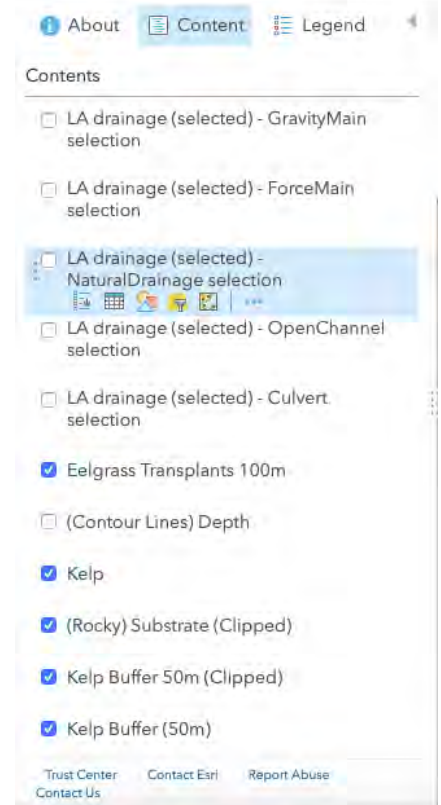 About Content Legend
Contents
LA drainage (selected) - GravityMain
selection
LA drainage (selected) - ForceMain
selection
LA drainage (selected) -
NaturalDrainage selection
LA drainage (selected) - OpenChannel
selection
LA drainage (selected) - Culvert
selection
Eelgrass Transplants 100m
(Contour Lines) Depth
Kelp
(Rocky) Substrate (Clipped)
Kelp Buffer 50m (Clipped)
Kelp Buffer (50m)
Trust Center Contact Esri Report Abuse
Contact Us